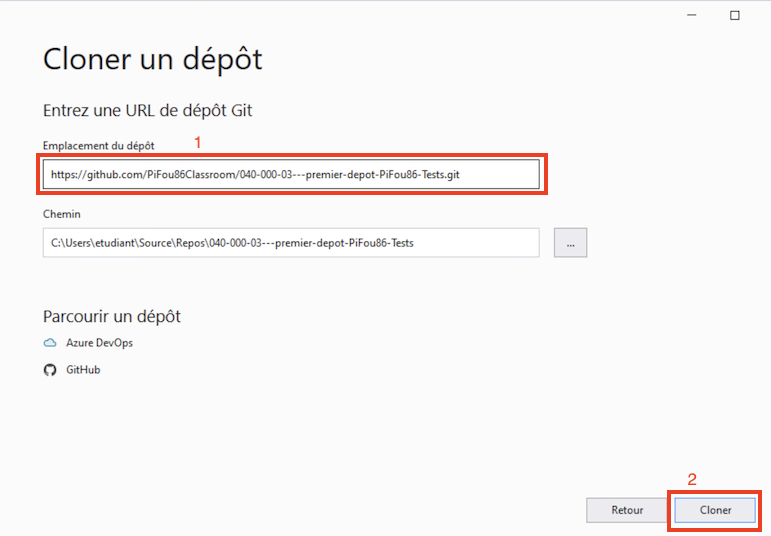 Cloner un dépôt
Entrez une URL de dépôt Git
Emplacement du dépôt 1
https://github.com/PiFou86Classroom/040-000-03---premier-depot-PiFou86-Tests.git
Chemin
C:\Users\etudiant\Source\Repos\040-000-03---premier-depot-PiFou86-Tests ...
Parcourir un dépôt
Azure DevOps
GitHub
2
Retour Cloner